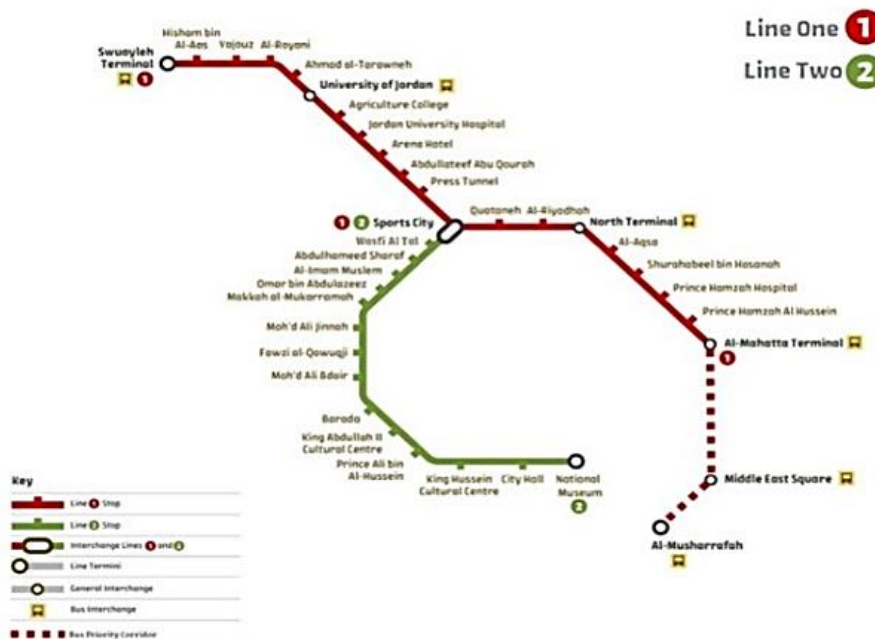 Line One 1
Line Two 2
Hisham bin
Al-Aas
Yajouz
Al-Rayani
Swuayleh
Terminal
1
Ahmad al-Tarawneh
University of Jordan
Agriculture College
Jordan University Hospital
Arena Hotel
Abdullateef Abu Qourah
Press Tunnel
1 2 Sports City
Quataneh
Al-Riyadhah
North Terminal
Wasfi Al Tal
Abdulhameed Sharaf
Al-Imam Muslem
Omar bin Abdulazeez
Makkah al-Mukarramah
Al-Aqsa
Shurahabeel bin Hasanah
Prince Hamzah Hospital
Prince Hamzah Al Hussein
Moh'd Ali Jinnah
Fawzi al-Qawuqji
Moh'd Ali Bdair
Al-Mahatta Terminal
1
Barada
King Abdullah II
Cultural Centre
Prince Ali bin
Al-Hussein
King Hussein
Cultural Centre
City Hall
National
Museum
2
Middle East Square
Al-Musharrafah
Key
Line 1 Stop
Line 2 Stop
Interchange Lines 1 and 2
Line Termini
General Interchange
Bus Interchange
Bus Priority Corridor